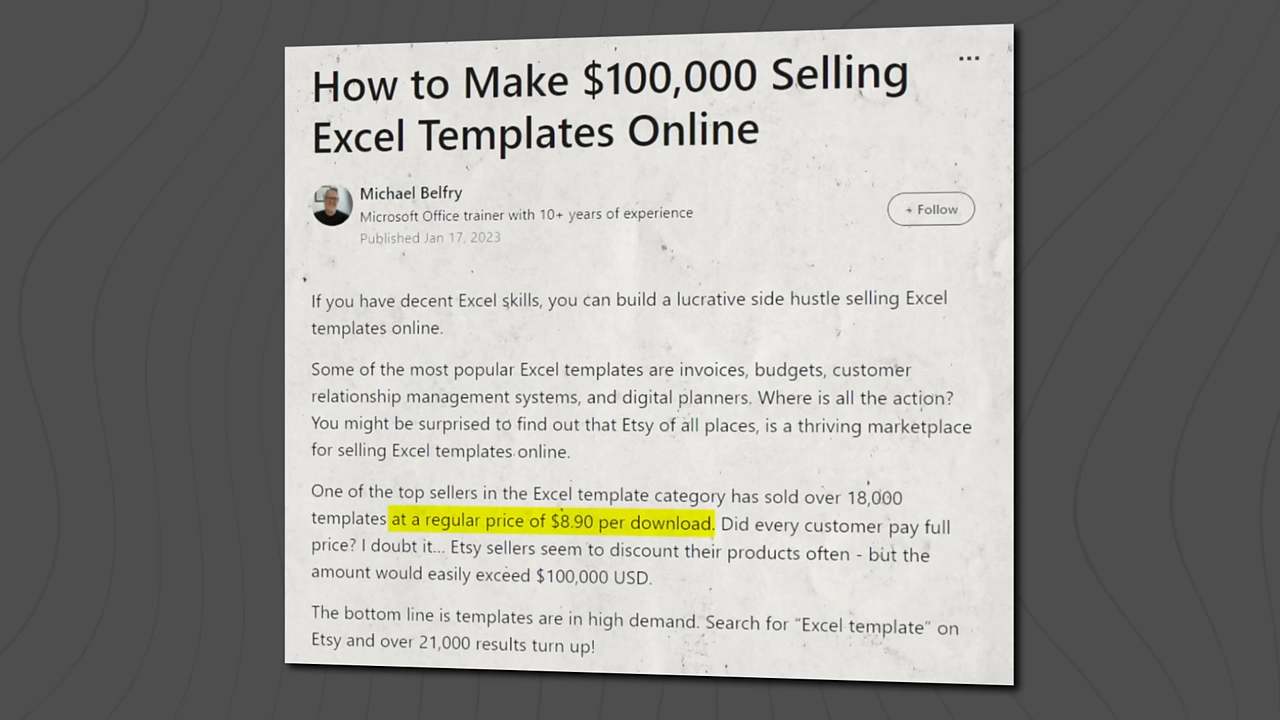 How to Make $100,000 Selling
Excel Templates Online
Michael Belfry
Microsoft Office trainer with 10+ years of experience
Published Jan 17, 2023
+ Follow
If you have decent Excel skills, you can build a lucrative side hustle selling Excel
templates online.
Some of the most popular Excel templates are invoices, budgets, customer
relationship management systems, and digital planners. Where is all the action?
You might be surprised to find out that Etsy of all places, is a thriving marketplace
for selling Excel templates online.
One of the top sellers in the Excel template category has sold over 18,000
templates at a regular price of $8.90 per download. Did every customer pay full
price? I doubt it... Etsy sellers seem to discount their products often - but the
amount would easily exceed $100,000 USD.
The bottom line is templates are in high demand. Search for “Excel template” on
Etsy and over 21,000 results turn up!